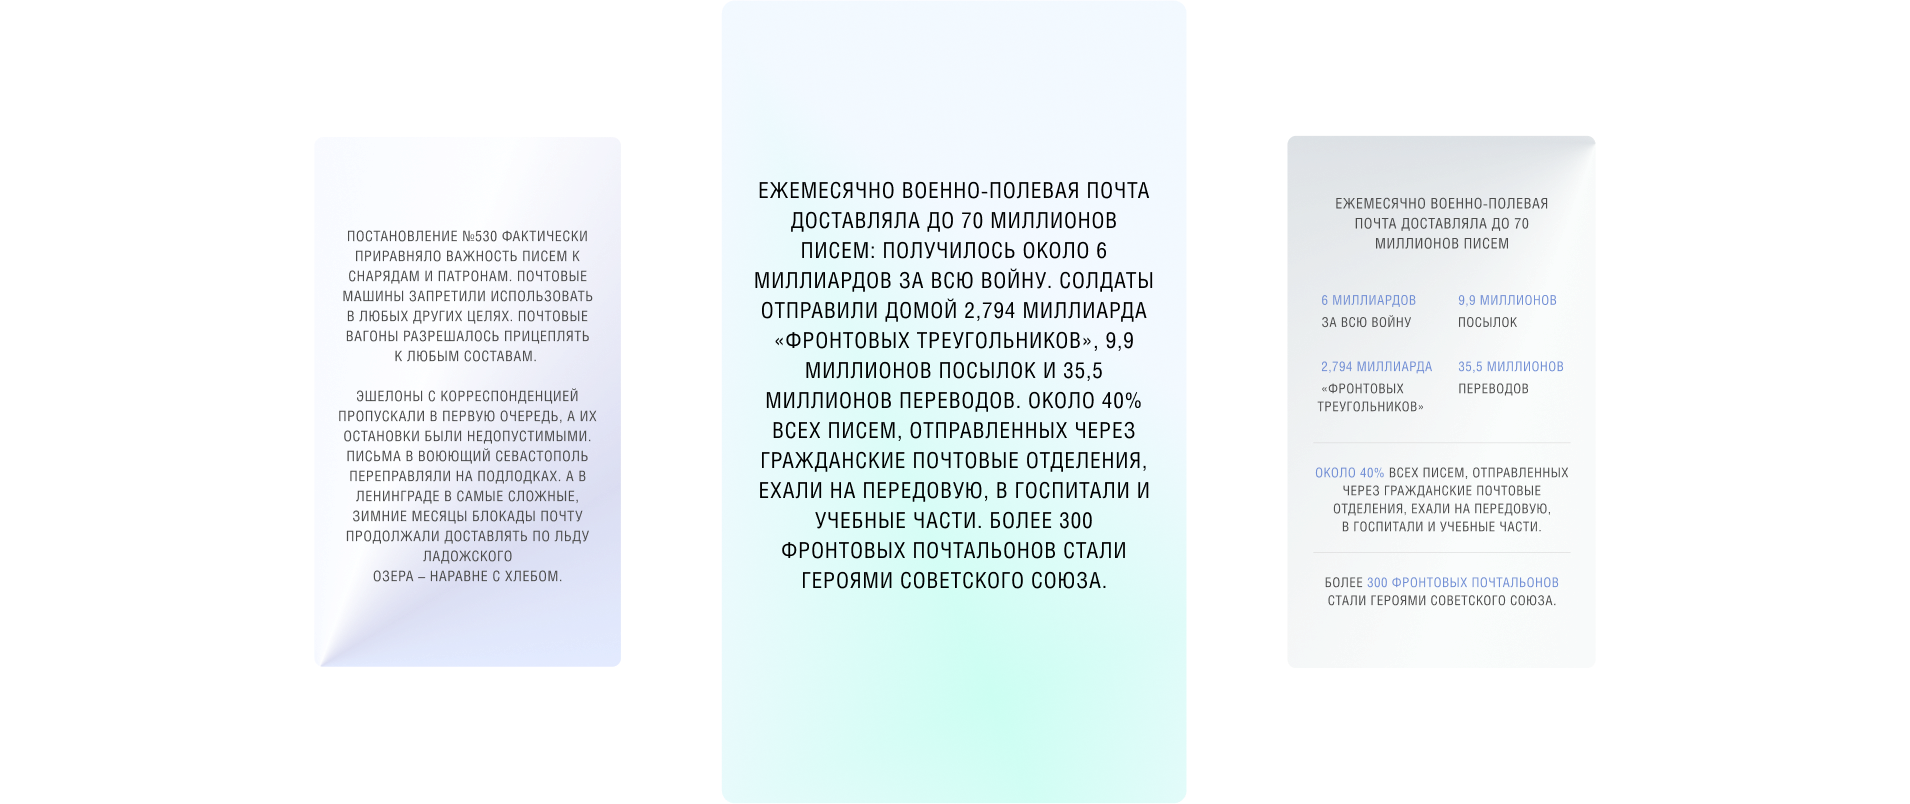 ПОСТАНОВЛЕНИЕ №530 ФАКТИЧЕСКИ
ПРИРАВНЯЛО ВАЖНОСТЬ ПИСЕМ К
СНАРЯДАМ И ПАТРОНАМ. ПОЧТОВЫЕ
МАШИНЫ ЗАПРЕТИЛИ ИСПОЛЬЗОВАТЬ
В ЛЮБЫХ ДРУГИХ ЦЕЛЯХ. ПОЧТОВЫЕ
ВАГОНЫ РАЗРЕШАЛОСЬ ПРИЦЕПЛЯТЬ
К ЛЮБЫМ СОСТАВАМ.
ЭШЕЛОНЫ С КОРРЕСПОНДЕНЦИЕЙ
ПРОПУСКАЛИ В ПЕРВУЮ ОЧЕРЕДЬ, А ИХ
ОСТАНОВКИ БЫЛИ НЕДОПУСТИМЫМИ.
ПИСЬМА В ВОЮЮЩИЙ СЕВАСТОПОЛЬ
ПЕРЕПРАВЛЯЛИ НА ПОДЛОДКАХ. А В
ЛЕНИНГРАДЕ В САМЫЕ СЛОЖНЫЕ,
ЗИМНИЕ МЕСЯЦЫ БЛОКАДЫ ПОЧТУ
ПРОДОЛЖАЛИ ДОСТАВЛЯТЬ ПО ЛЬДУ
ЛАДОЖСКОГО
ОЗЕРА – НАРАВНЕ С ХЛЕБОМ.
ЕЖЕМЕСЯЧНО ВОЕННО-ПОЛЕВАЯ ПОЧТА
ДОСТАВЛЯЛА ДО 70 МИЛЛИОНОВ
ПИСЕМ: ПОЛУЧИЛОСЬ ОКОЛО 6
МИЛЛИАРДОВ ЗА ВСЮ ВОЙНУ. СОЛДАТЫ
ОТПРАВИЛИ ДОМОЙ 2,794 МИЛЛИАРДА
«ФРОНТОВЫХ ТРЕУГОЛЬНИКОВ», 9,9
МИЛЛИОНОВ ПОСЫЛОК И 35,5
МИЛЛИОНОВ ПЕРЕВОДОВ. ОКОЛО 40%
ВСЕХ ПИСЕМ, ОТПРАВЛЕННЫХ ЧЕРЕЗ
ГРАЖДАНСКИЕ ПОЧТОВЫЕ ОТДЕЛЕНИЯ,
ЕХАЛИ НА ПЕРЕДОВУЮ, В ГОСПИТАЛИ И
УЧЕБНЫЕ ЧАСТИ. БОЛЕЕ 300
ФРОНТОВЫХ ПОЧТАЛЬОНОВ СТАЛИ
ГЕРОЯМИ СОВЕТСКОГО СОЮЗА.
ЕЖЕМЕСЯЧНО ВОЕННО-ПОЛЕВАЯ
ПОЧТА ДОСТАВЛЯЛА ДО 70
МИЛЛИОНОВ ПИСЕМ
6 МИЛЛИАРДОВ
ЗА ВСЮ ВОЙНУ
9,9 МИЛЛИОНОВ
ПОСЫЛОК
2,794 МИЛЛИАРДА
«ФРОНТОВЫХ
ТРЕУГОЛЬНИКОВ»
35,5 МИЛЛИОНОВ
ПЕРЕВОДОВ
ОКОЛО 40% ВСЕХ ПИСЕМ, ОТПРАВЛЕННЫХ
ЧЕРЕЗ ГРАЖДАНСКИЕ ПОЧТОВЫЕ
ОТДЕЛЕНИЯ, ЕХАЛИ НА ПЕРЕДОВУЮ,
В ГОСПИТАЛИ И УЧЕБНЫЕ ЧАСТИ.
БОЛЕЕ 300 ФРОНТОВЫХ ПОЧТАЛЬОНОВ
СТАЛИ ГЕРОЯМИ СОВЕТСКОГО СОЮЗА.